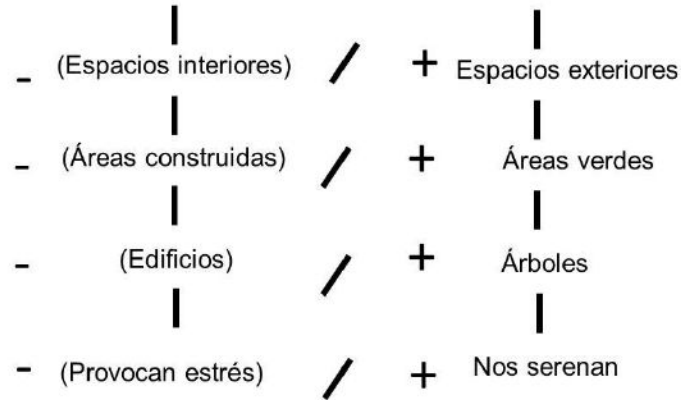 - (Espacios interiores) / + Espacios exteriores
- (Áreas construidas) / + Áreas verdes
- (Edificios) / + Árboles
- (Provocan estrés) / + Nos serenan